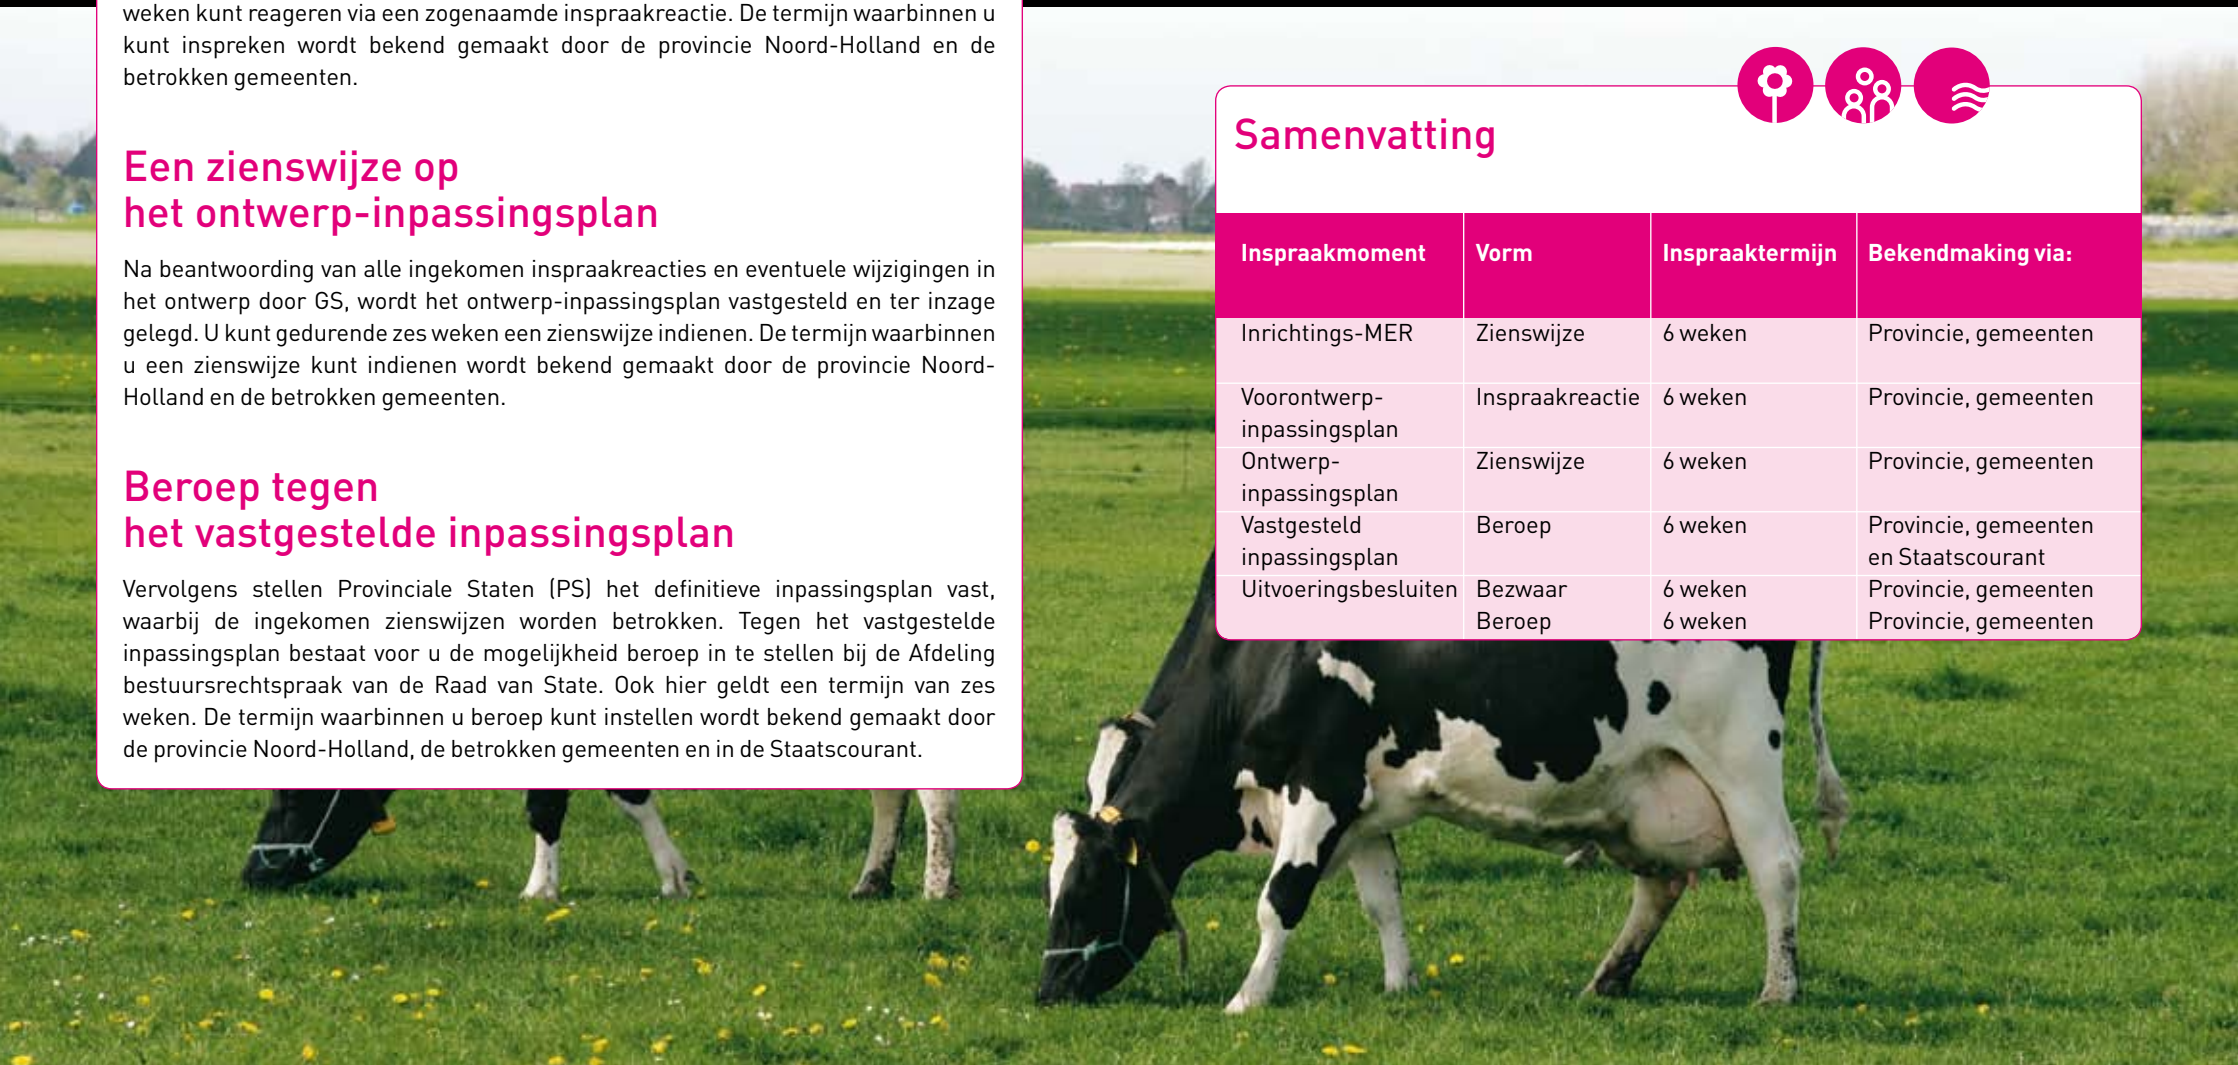 weken kunt reageren via een zogenaamde inspraakreactie. De termijn waarbinnen u
kunt inspreken wordt bekend gemaakt door de provincie Noord-Holland en de
betrokken gemeenten.
Een zienswijze op
het ontwerp-inpassingsplan
Na beantwoording van alle ingekomen inspraakreacties en eventuele wijzigingen in
het ontwerp door GS, wordt het ontwerp-inpassingsplan vastgesteld en ter inzage
gelegd. U kunt gedurende zes weken een zienswijze indienen. De termijn waarbinnen
u een zienswijze kunt indienen wordt bekend gemaakt door de provincie Noord-
Holland en de betrokken gemeenten.
Beroep tegen
het vastgestelde inpassingsplan
Vervolgens stellen Provinciale Staten (PS) het definitieve inpassingsplan vast,
waarbij de ingekomen zienswijzen worden betrokken. Tegen het vastgestelde
inpassingsplan bestaat voor u de mogelijkheid beroep in te stellen bij de Afdeling
bestuursrechtspraak van de Raad van State. Ook hier geldt een termijn van zes
weken. De termijn waarbinnen u beroep kunt instellen wordt bekend gemaakt door
de provincie Noord-Holland, de betrokken gemeenten en in de Staatscourant.
Samenvatting
Inspraakmoment Vorm Inspraaktermijn Bekendmaking via:
Inrichtings-MER Zienswijze 6 weken Provincie, gemeenten
Voorontwerp- Inspraakreactie 6 weken Provincie, gemeenten
inpassingsplan
Ontwerp- Zienswijze 6 weken Provincie, gemeenten
inpassingsplan
Vastgesteld Beroep 6 weken Provincie, gemeenten
inpassingsplan en Staatscourant
Uitvoeringsbesluiten Bezwaar 6 weken Provincie, gemeenten
Beroep 6 weken Provincie, gemeenten